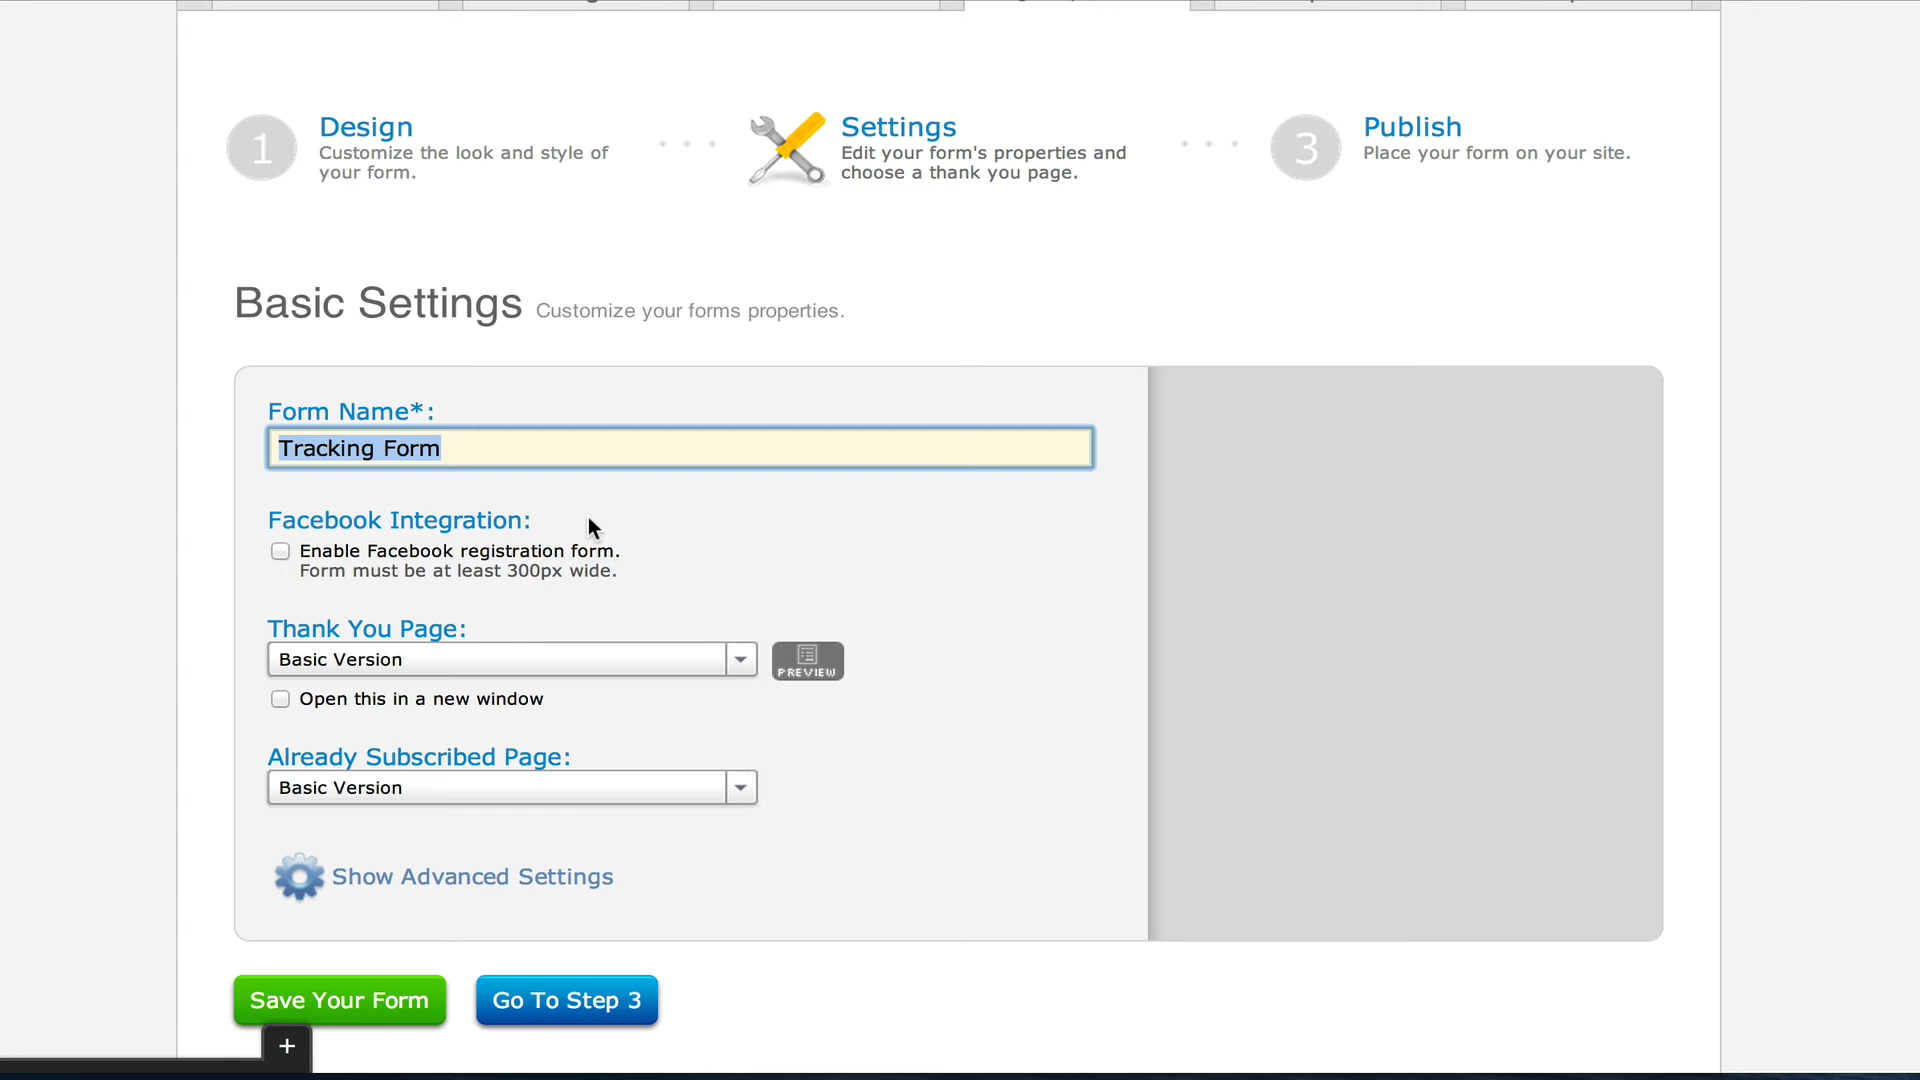 1
Design
Customize the look and style of
your form.
Settings
Edit your form's properties and
choose a thank you page.
3
Publish
Place your form on your site.
Basic Settings Customize your forms properties.
Form Name*:
Tracking Form
Facebook Integration:
Enable Facebook registration form.
Form must be at least 300px wide.
Thank You Page:
Basic Version
PREVIEW
Open this in a new window
Already Subscribed Page:
Basic Version
Show Advanced Settings
Save Your Form
Go To Step 3
+